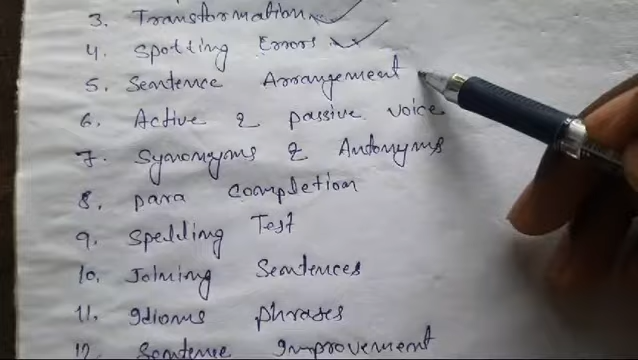 3. Transformation
4. Spotting Errors
5. Sentence Arrangement
6. Active & passive voice
7. Synonyms & Antonyms
8. para completion
9. Spelling Test
10. Joining Sentences
11. Idioms phrases
12 Sentence Improvement